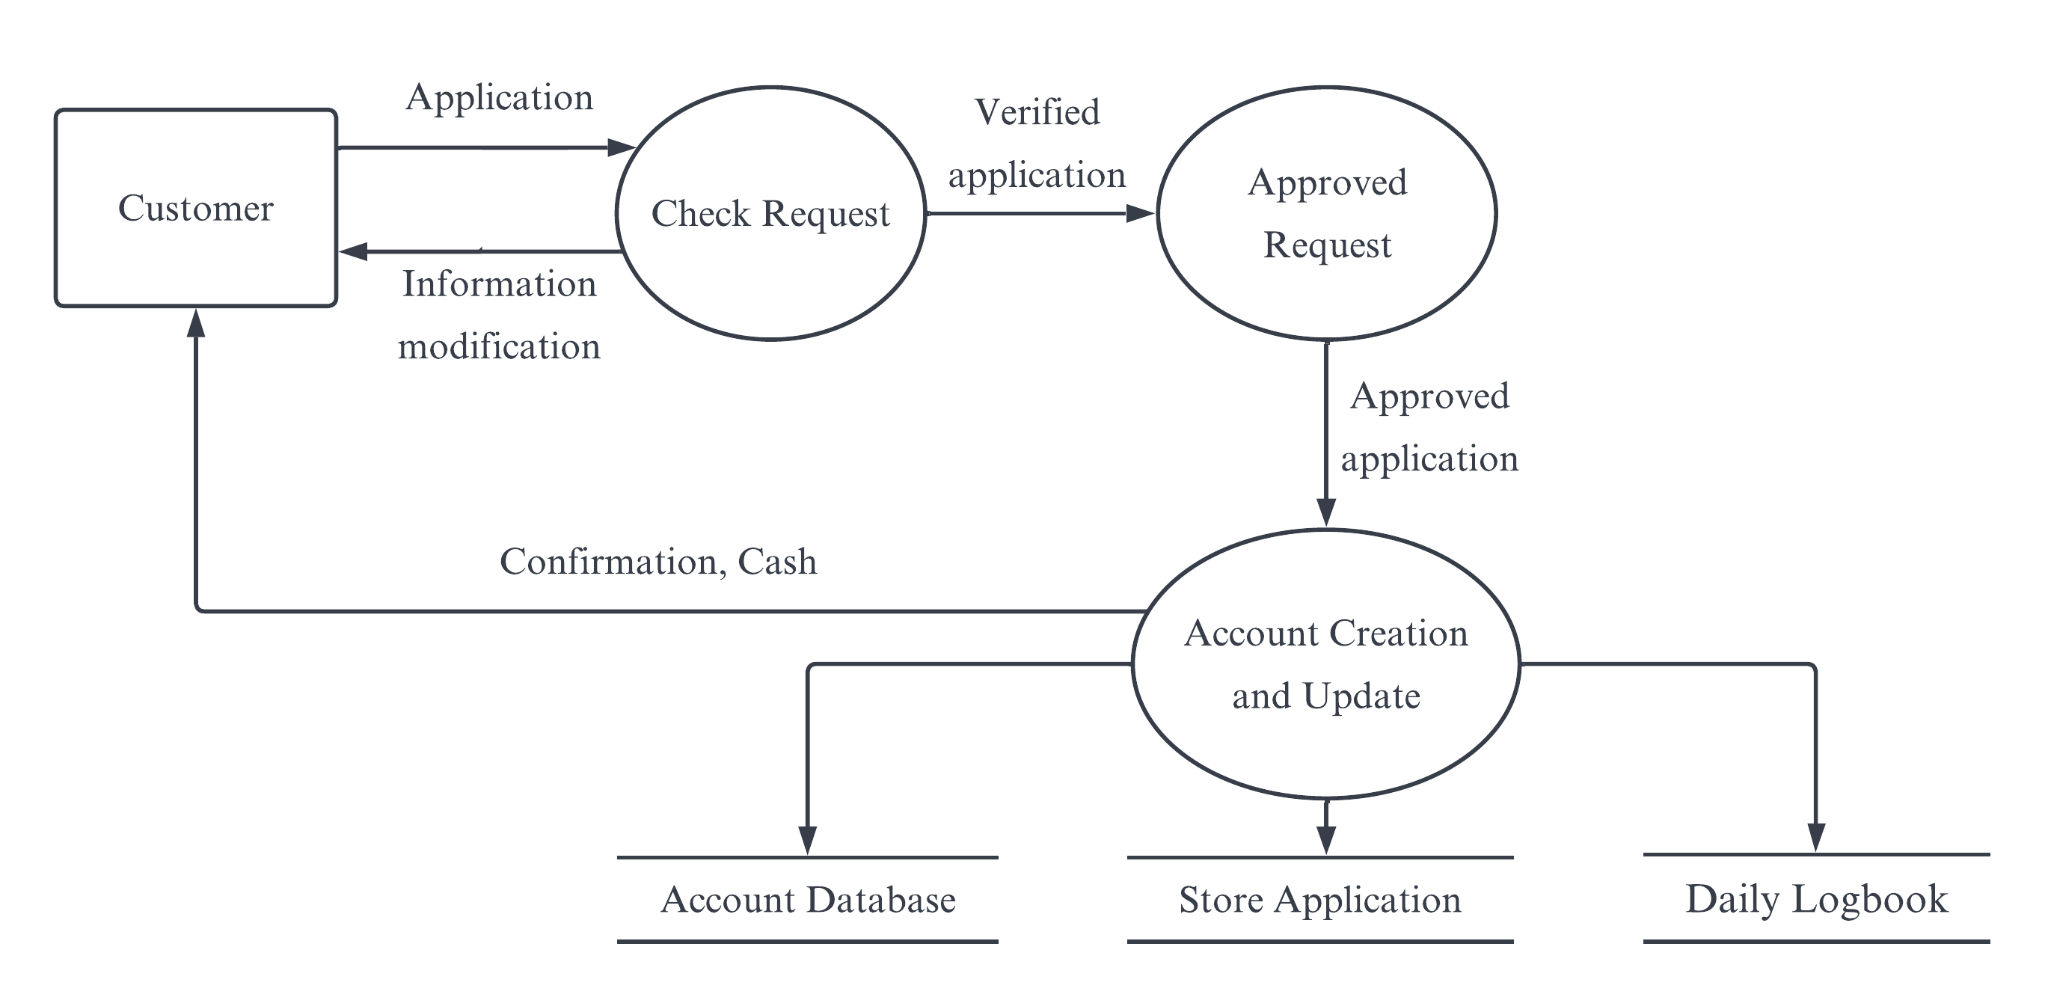 Application
Verified
application
Customer
Check Request
Approved
Request
Information
modification
Approved
application
Confirmation, Cash
Account Creation
and Update
Account Database
Store Application
Daily Logbook